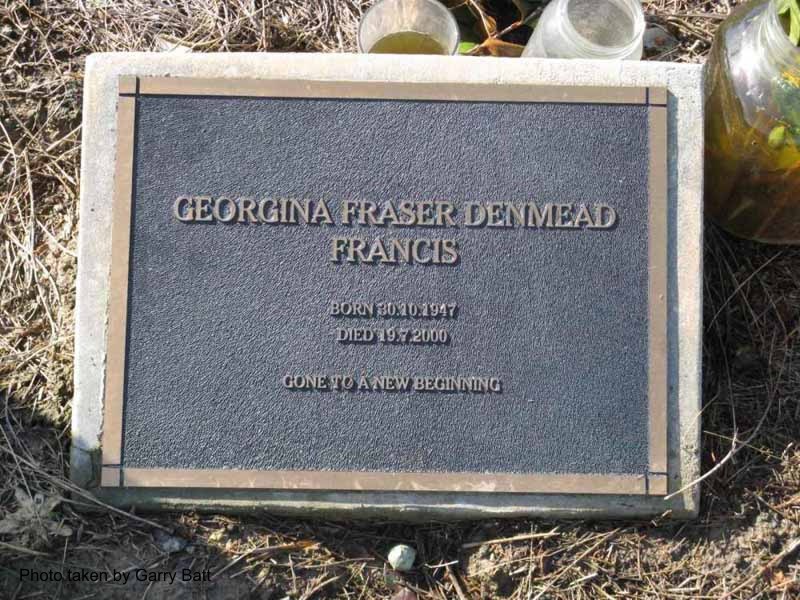 GEORGINA FRASER DENMEAD
FRANCIS
BORN 30.10.1947
DIED 19.7.2000
GONE TO A NEW BEGINNING
Photo taken by Garry Batt